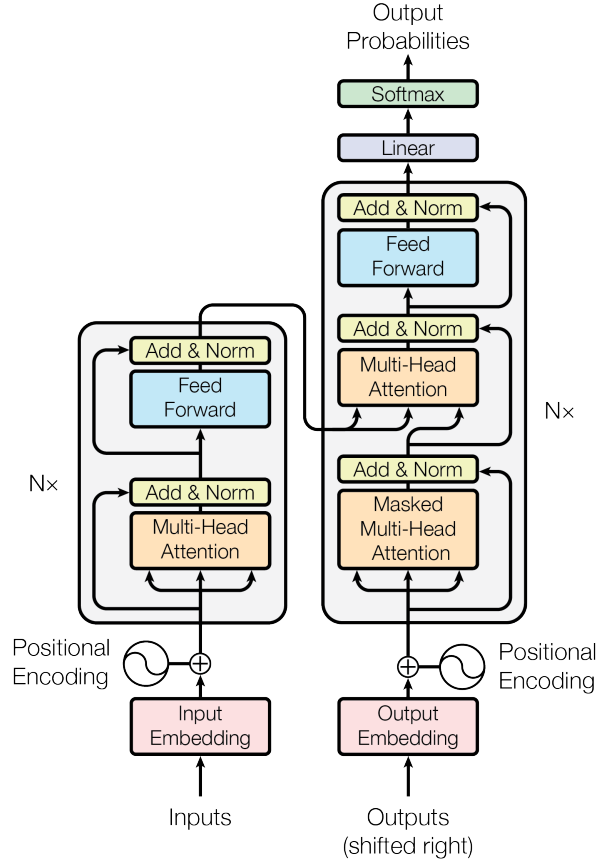 Output
Probabilities
Softmax
Linear
Add & Norm
Feed
Forward
Add & Norm
Multi-Head
Attention
Add & Norm
Masked
Multi-Head
Attention
N×
Add & Norm
Feed
Forward
Add & Norm
Multi-Head
Attention
N×
Positional
Encoding
Positional
Encoding
Input
Embedding
Output
Embedding
Inputs
Outputs
(shifted right)